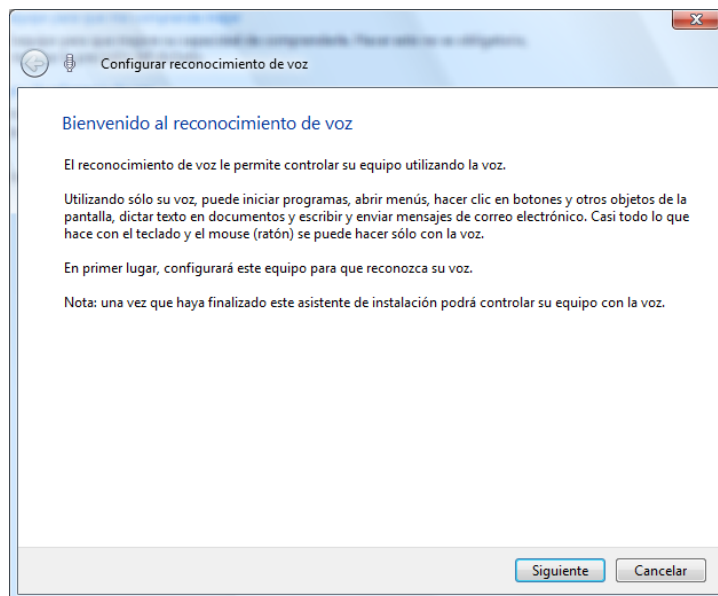 Configurar reconocimiento de voz
Bienvenido al reconocimiento de voz
El reconocimiento de voz le permite controlar su equipo utilizando la voz.
Utilizando sólo su voz, puede iniciar programas, abrir menús, hacer clic en botones y otros objetos de la
pantalla, dictar texto en documentos y escribir y enviar mensajes de correo electrónico. Casi todo lo que
hace con el teclado y el mouse (ratón) se puede hacer sólo con la voz.
En primer lugar, configurará este equipo para que reconozca su voz.
Nota: una vez que haya finalizado este asistente de instalación podrá controlar su equipo con la voz.
Siguiente Cancelar